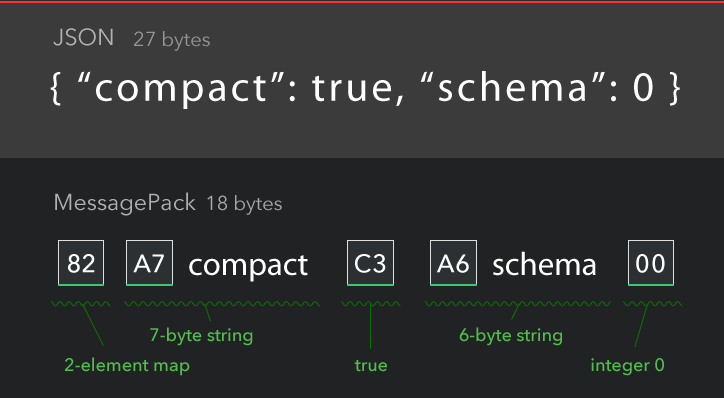 JSON 27 bytes
{ “compact”: true, “schema”: 0 }
MessagePack 18 bytes
82 A7 compact C3 A6 schema 00
7-byte string 6-byte string
2-element map true integer 0